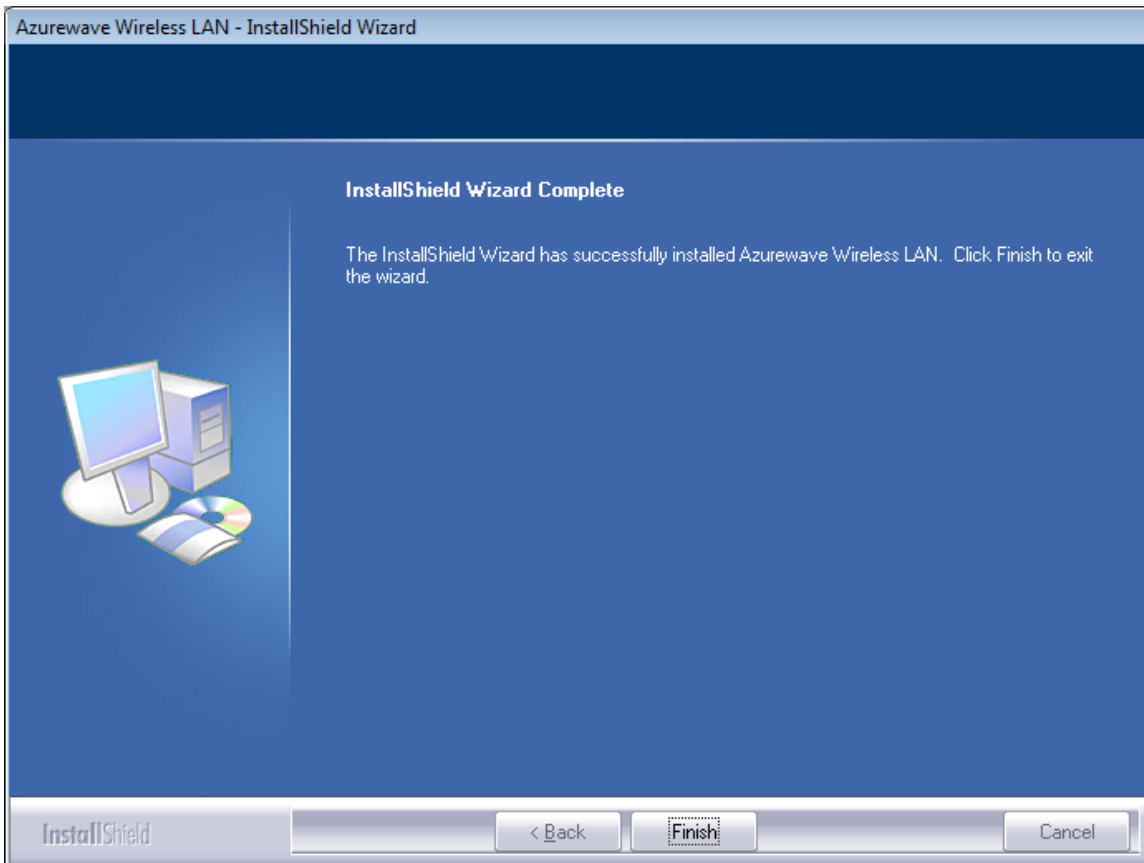 Azurewave Wireless LAN - InstallShield Wizard
InstallShield Wizard Complete
The InstallShield Wizard has successfully installed Azurewave Wireless LAN.  Click Finish to exit
the wizard.
InstallShield
< Back
Finish
Cancel